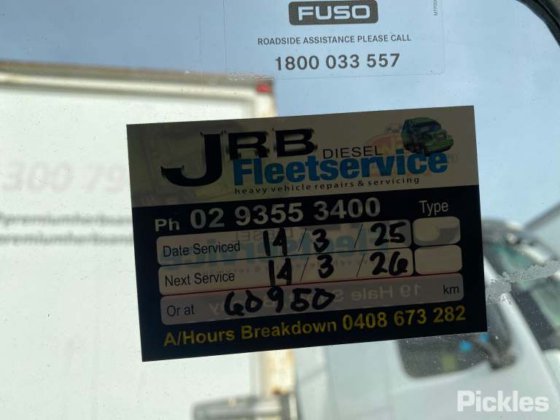 FUSO
ROADSIDE ASSISTANCE PLEASE CALL
1800 033 557
JRB DIESEL
Fleetservice
heavy vehicle repairs & servicing
Ph 02 9355 3400 Type
Date Serviced 14/3/25
Next Service 14/3/26
Or at 60950 km
A/Hours Breakdown 0408 673 282
Pickles